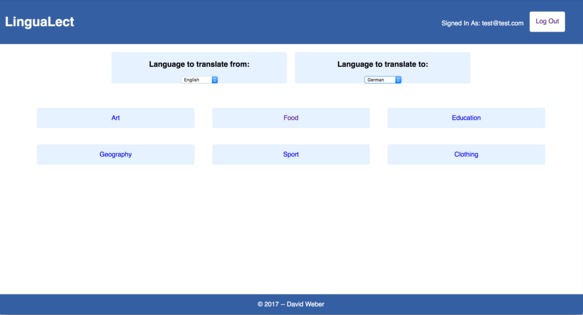 LinguaLect
Signed In As: test@test.com
Log Out
Language to translate from:
Language to translate to:
English
German
Art
Food
Education
Geography
Sport
Clothing
© 2017 -- David Weber